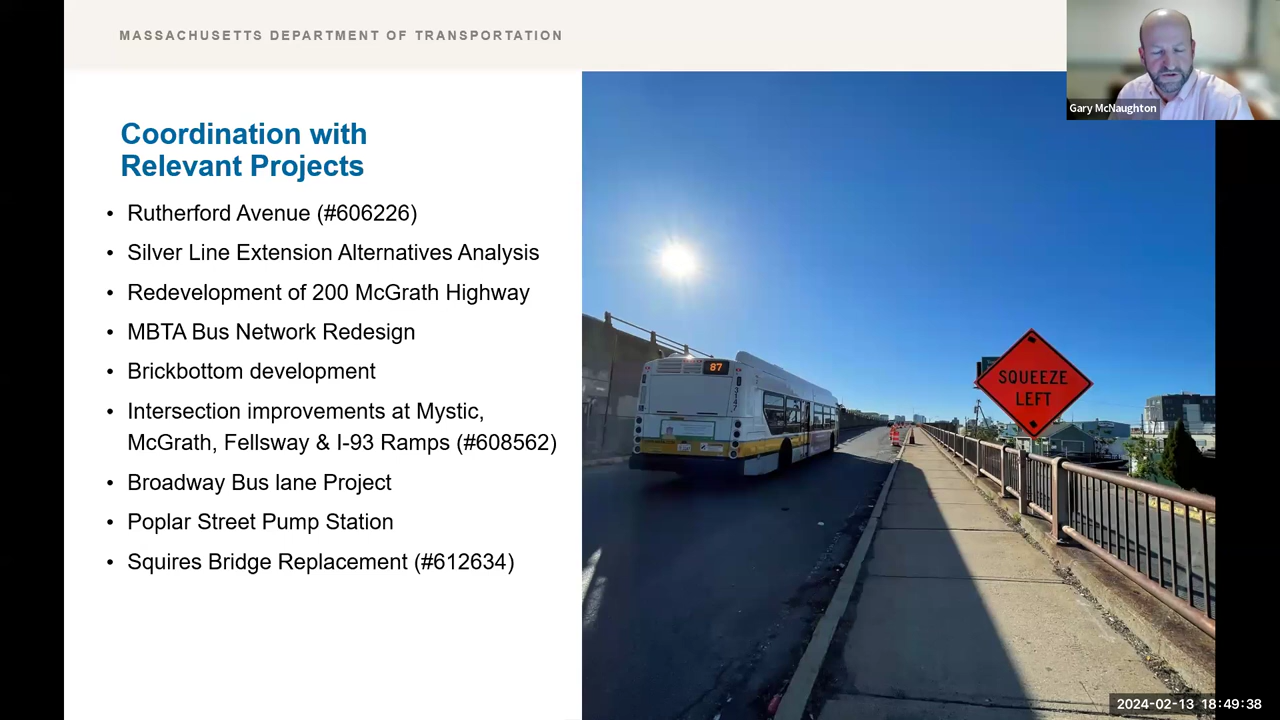 MASSACHUSETTS DEPARTMENT OF TRANSPORTATION
Gary McNaughton
Coordination with
Relevant Projects
• Rutherford Avenue (#606226)
• Silver Line Extension Alternatives Analysis
• Redevelopment of 200 McGrath Highway
• MBTA Bus Network Redesign
• Brickbottom development
• Intersection improvements at Mystic,
McGrath, Fellsway & I-93 Ramps (#608562)
• Broadway Bus lane Project
• Poplar Street Pump Station
• Squires Bridge Replacement (#612634)
87
SQUEEZE
LEFT
2024-02-13 18:49:38